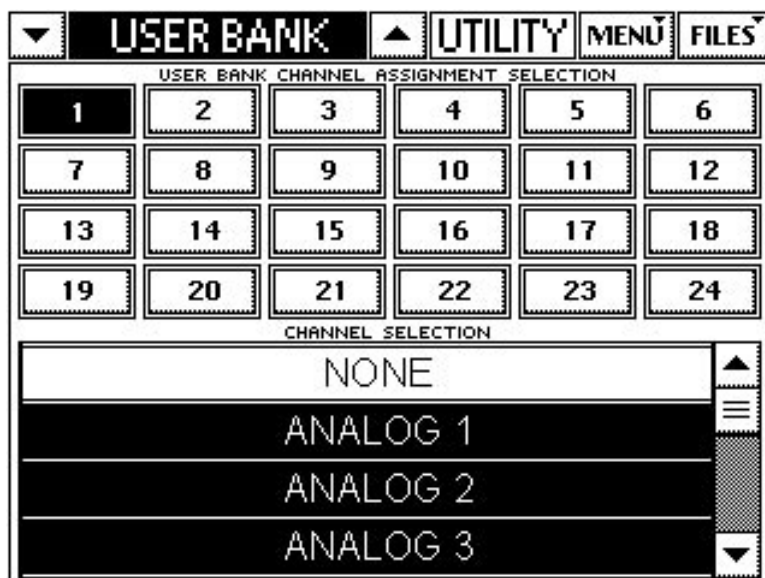 USER BANK UTILITY MENU FILES
USER BANK CHANNEL ASSIGNMENT SELECTION
1 2 3 4 5 6
7 8 9 10 11 12
13 14 15 16 17 18
19 20 21 22 23 24
CHANNEL SELECTION
NONE
ANALOG 1
ANALOG 2
ANALOG 3